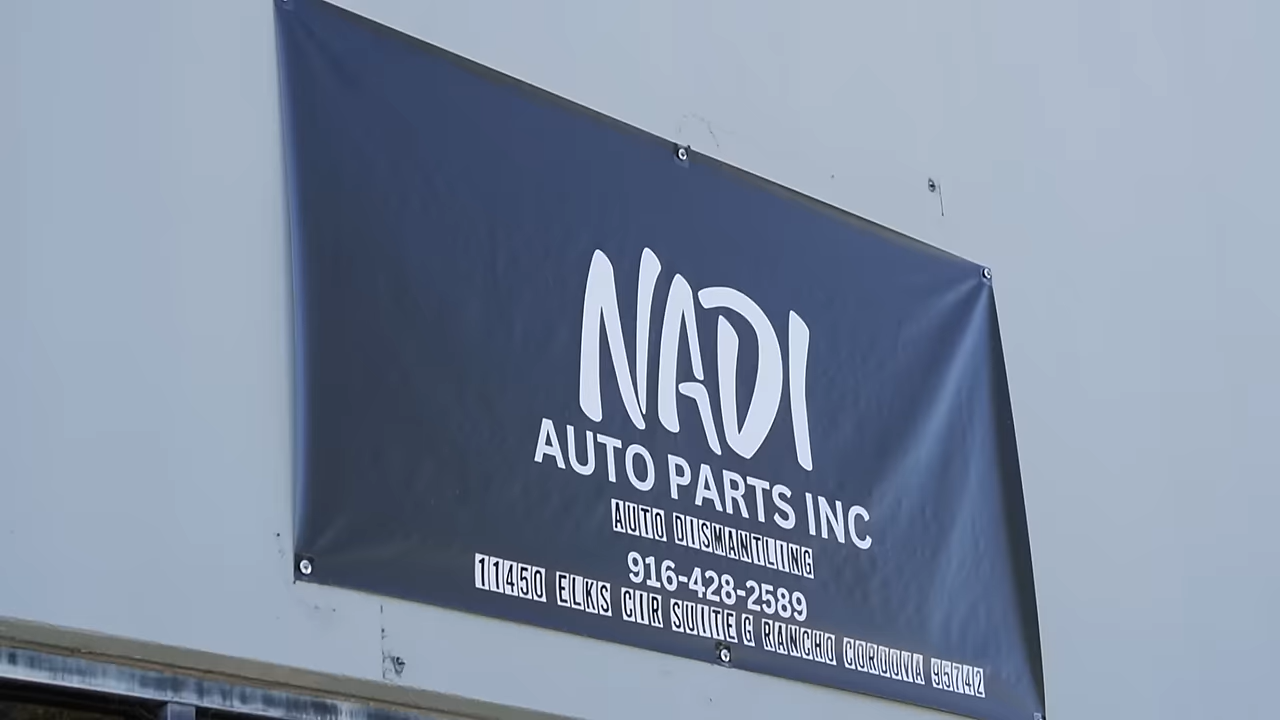 NADI
AUTO PARTS INC
AUTO DISMANTLING
916-428-2589
11450 ELKS CIR SUITE G RANCHO CORDOVA 95742